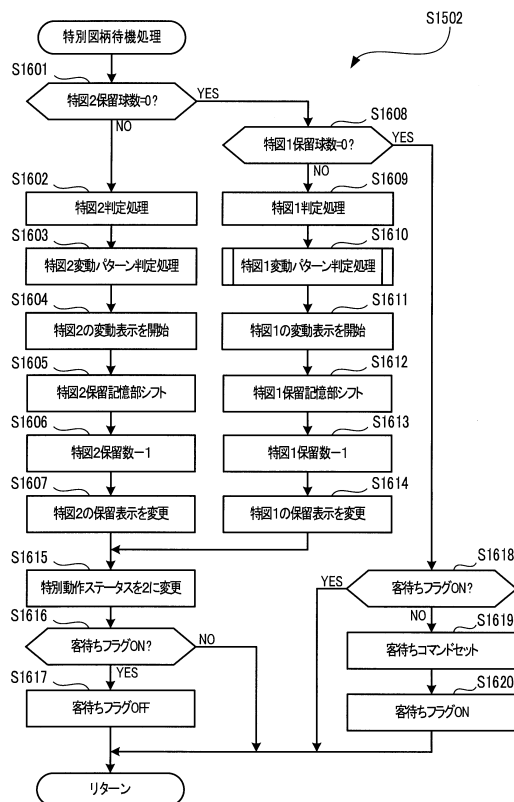 S1502
特別図柄待機処理
S1601
特図2保留球数=0?
YES
NO
S1608
特図1保留球数=0?
YES
NO
S1602
特図2判定処理
S1609
特図1判定処理
S1603
特図2変動パターン判定処理
S1610
特図1変動パターン判定処理
S1604
特図2の変動表示を開始
S1611
特図1の変動表示を開始
S1605
特図2保留記憶部シフト
S1612
特図1保留記憶部シフト
S1606
特図2保留数−1
S1613
特図1保留数−1
S1607
特図2の保留表示を変更
S1614
特図1の保留表示を変更
S1615
特別動作ステータスを2に変更
S1618
客待ちフラグON?
YES
NO
S1616
客待ちフラグON?
NO
YES
S1619
客待ちコマンドセット
S1617
客待ちフラグOFF
S1620
客待ちフラグON
リターン